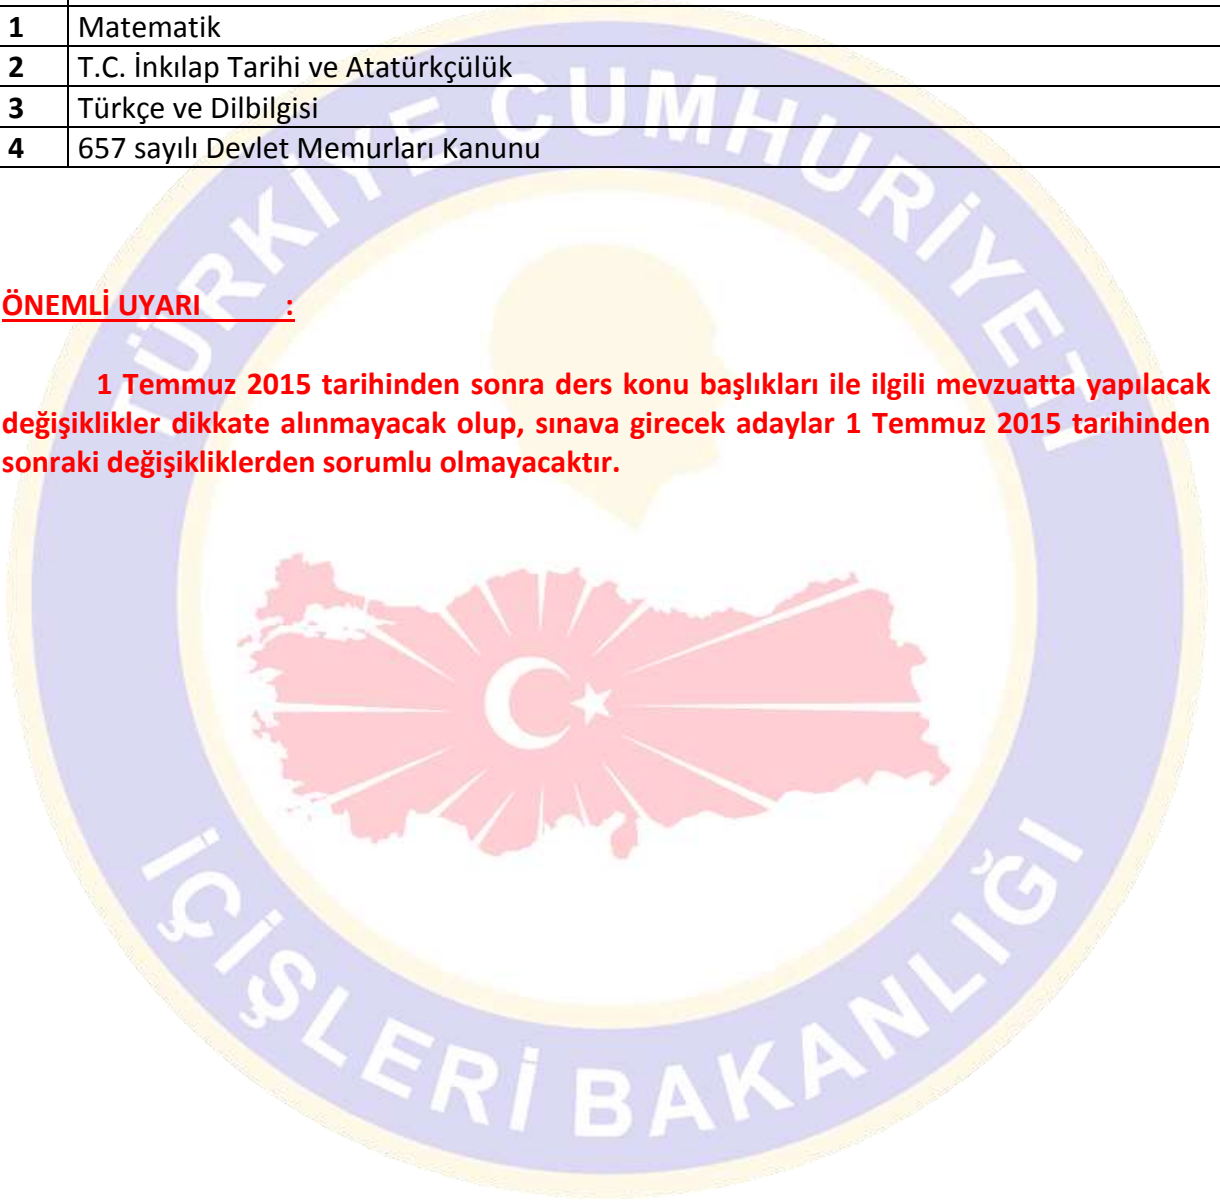 1 Matematik
2 T.C. İnkılap Tarihi ve Atatürkçülük
3 Türkçe ve Dilbilgisi
4 657 sayılı Devlet Memurları Kanunu
TÜRKİYE CUMHURİYETİ
ÖNEMLİ UYARI :
1 Temmuz 2015 tarihinden sonra ders konu başlıkları ile ilgili mevzuatta yapılacak
değişiklikler dikkate alınmayacak olup, sınava girecek adaylar 1 Temmuz 2015 tarihinden
sonraki değişikliklerden sorumlu olmayacaktır.
İÇİŞLERİ BAKANLIĞI